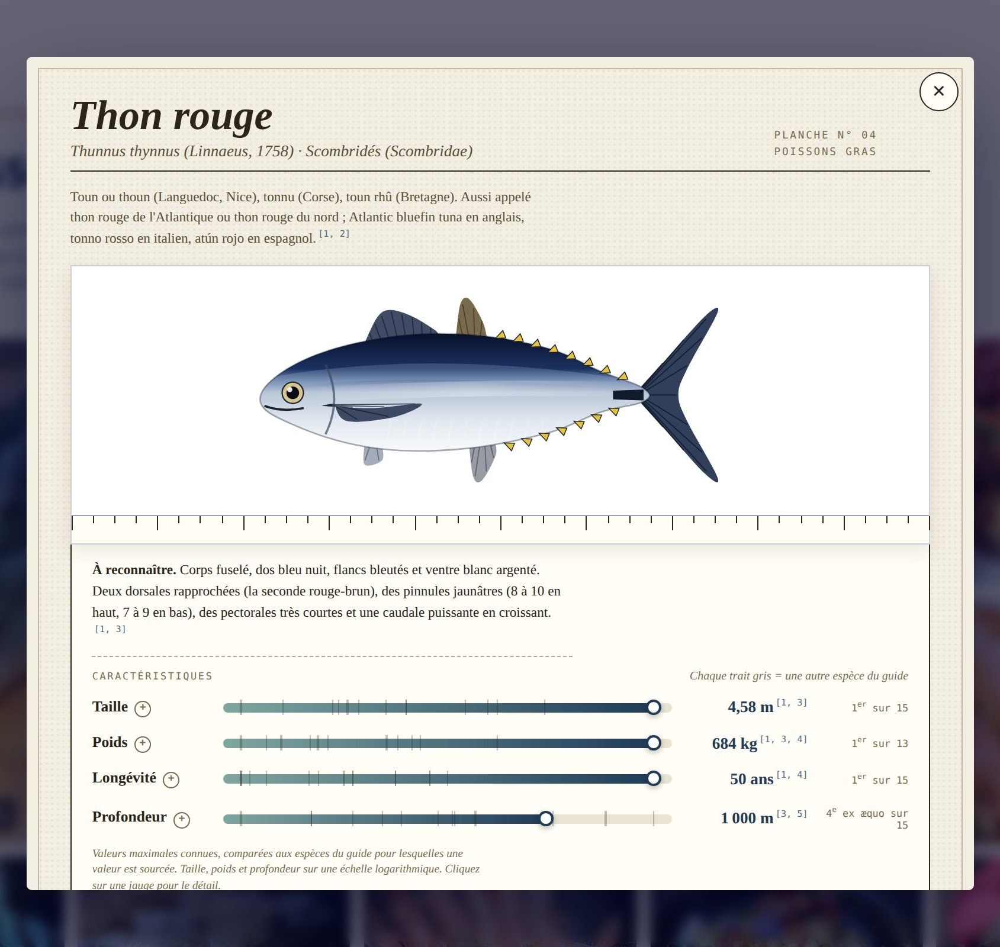 Thon rouge
Thunnus thynnus (Linnaeus, 1758) · Scombridés (Scombridae)
PLANCHE N° 04
POISSONS GRAS
Toun ou thoun (Languedoc, Nice), tonnu (Corse), toun rhû (Bretagne). Aussi appelé
thon rouge de l'Atlantique ou thon rouge du nord ; Atlantic bluefin tuna en anglais,
tonno rosso en italien, atún rojo en espagnol. [1, 2]
À reconnaître. Corps fuselé, dos bleu nuit, flancs bleutés et ventre blanc argenté.
Deux dorsales rapprochées (la seconde rouge-brun), des pinnules jaunâtres (8 à 10 en
haut, 7 à 9 en bas), des pectorales très courtes et une caudale puissante en croissant.
[1, 3]
CARACTÉRISTIQUES
Chaque trait gris = une autre espèce du guide
Taille + 4,58 m [1, 3] 1er sur 15
Poids + 684 kg [1, 3, 4] 1er sur 13
Longévité + 50 ans [1, 4] 1er sur 15
Profondeur + 1 000 m [3, 5] 4e ex æquo sur
15
Valeurs maximales connues, comparées aux espèces du guide pour lesquelles une
valeur est sourcée. Taille, poids et profondeur sur une échelle logarithmique. Cliquez
sur une jauge pour le détail.